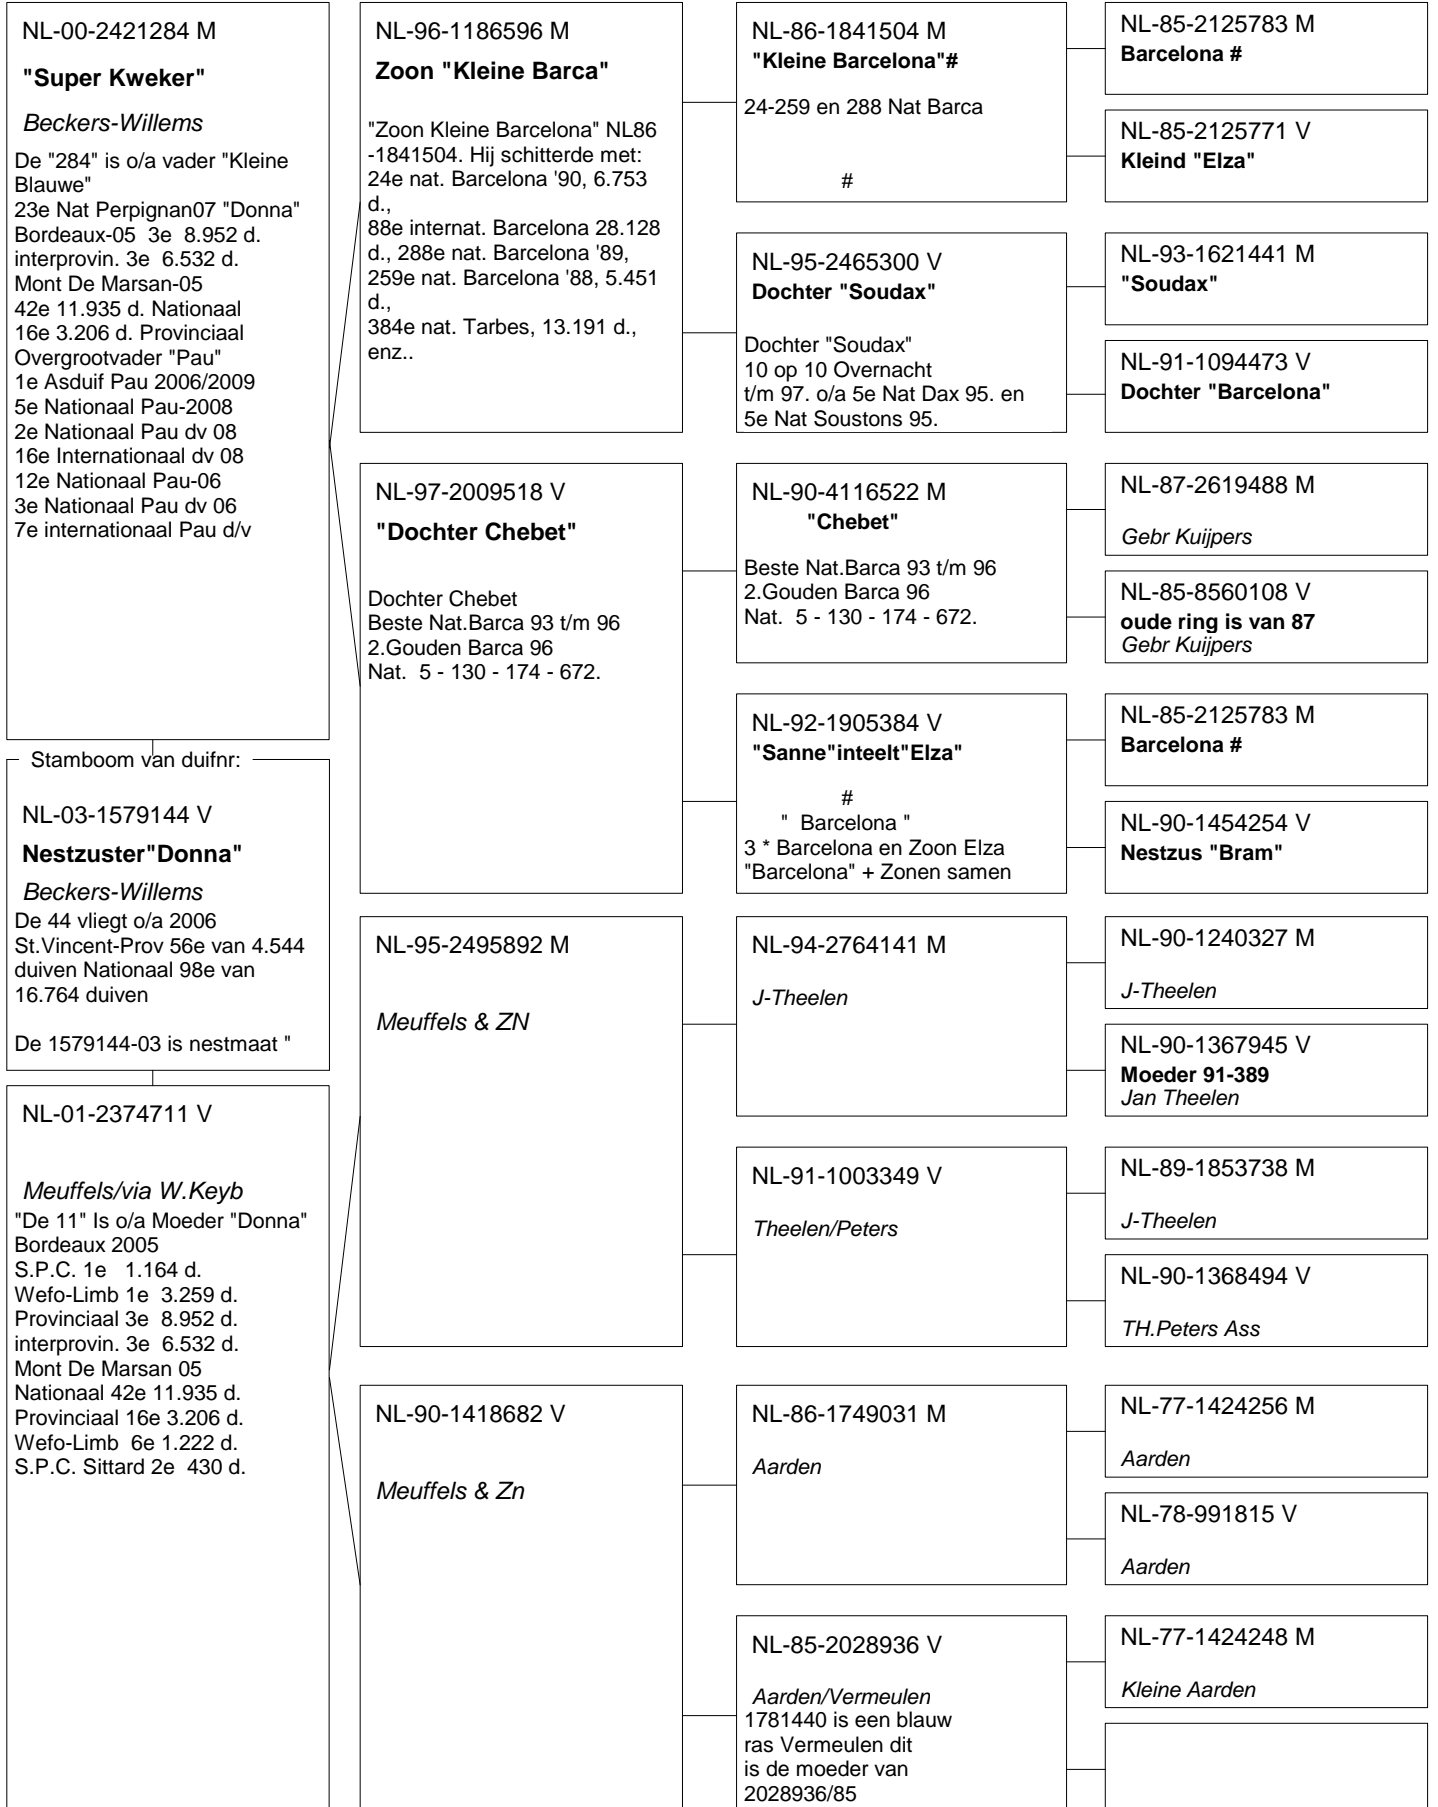 NL-00-2421284 M
"Super Kweker"
Beckers-Willems
De "284" is o/a vader "Kleine
Blauwe"
23e Nat Perpignan07 "Donna"
Bordeaux-05  3e  8.952 d.
interprovin. 3e  6.532 d.
Mont De Marsan-05
42e 11.935 d. Nationaal
16e 3.206 d. Provinciaal
Overgrootvader "Pau"
1e Asduif Pau 2006/2009
5e Nationaal Pau-2008
2e Nationaal Pau dv 08
16e Internationaal dv 08
12e Nationaal Pau-06
3e Nationaal Pau dv 06
7e internationaal Pau d/v
Stamboom van duifnr:
NL-03-1579144 V
Nestzuster"Donna"
Beckers-Willems
De 44 vliegt o/a 2006
St.Vincent-Prov 56e van 4.544
duiven Nationaal 98e van
16.764 duiven
De 1579144-03 is nestmaat "
NL-01-2374711 V
Meuffels/via W.Keyb
"De 11" Is o/a Moeder "Donna"
Bordeaux 2005
S.P.C. 1e   1.164 d.
Wefo-Limb 1e  3.259 d.
Provinciaal 3e  8.952 d.
interprovin. 3e  6.532 d.
Mont De Marsan 05
Nationaal 42e 11.935 d.
Provinciaal 16e 3.206 d.
Wefo-Limb  6e 1.222 d.
S.P.C. Sittard 2e  430 d.
NL-96-1186596 M
Zoon "Kleine Barca"
"Zoon Kleine Barcelona" NL86
-1841504. Hij schitterde met:
24e nat. Barcelona '90, 6.753
d.,
88e internat. Barcelona 28.128
d., 288e nat. Barcelona '89,
259e nat. Barcelona '88, 5.451
d.,
384e nat. Tarbes, 13.191 d.,
enz..
NL-97-2009518 V
"Dochter Chebet"
Dochter Chebet
Beste Nat.Barca 93 t/m 96
2.Gouden Barca 96
Nat.  5 - 130 - 174 - 672.
NL-95-2495892 M
Meuffels & ZN
NL-90-1418682 V
Meuffels & Zn
NL-86-1841504 M
"Kleine Barcelona"#
24-259 en 288 Nat Barca
#
NL-95-2465300 V
Dochter "Soudax"
Dochter "Soudax"
10 op 10 Overnacht
t/m 97. o/a 5e Nat Dax 95. en
5e Nat Soustons 95.
NL-90-4116522 M
"Chebet"
Beste Nat.Barca 93 t/m 96
2.Gouden Barca 96
Nat.  5 - 130 - 174 - 672.
NL-92-1905384 V
"Sanne"inteelt"Elza"
#
"  Barcelona "
3 * Barcelona en Zoon Elza
"Barcelona" + Zonen samen
NL-94-2764141 M
J-Theelen
NL-91-1003349 V
Theelen/Peters
NL-86-1749031 M
Aarden
NL-85-2028936 V
Aarden/Vermeulen
1781440 is een blauw
ras Vermeulen dit
is de moeder van
2028936/85
NL-85-2125783 M
Barcelona #
NL-85-2125771 V
Kleind "Elza"
NL-93-1621441 M
"Soudax"
NL-91-1094473 V
Dochter "Barcelona"
NL-87-2619488 M
Gebr Kuijpers
NL-85-8560108 V
oude ring is van 87
Gebr Kuijpers
NL-85-2125783 M
Barcelona #
NL-90-1454254 V
Nestzus "Bram"
NL-90-1240327 M
J-Theelen
NL-90-1367945 V
Moeder 91-389
Jan Theelen
NL-89-1853738 M
J-Theelen
NL-90-1368494 V
TH.Peters Ass
NL-77-1424256 M
Aarden
NL-78-991815 V
Aarden
NL-77-1424248 M
Kleine Aarden